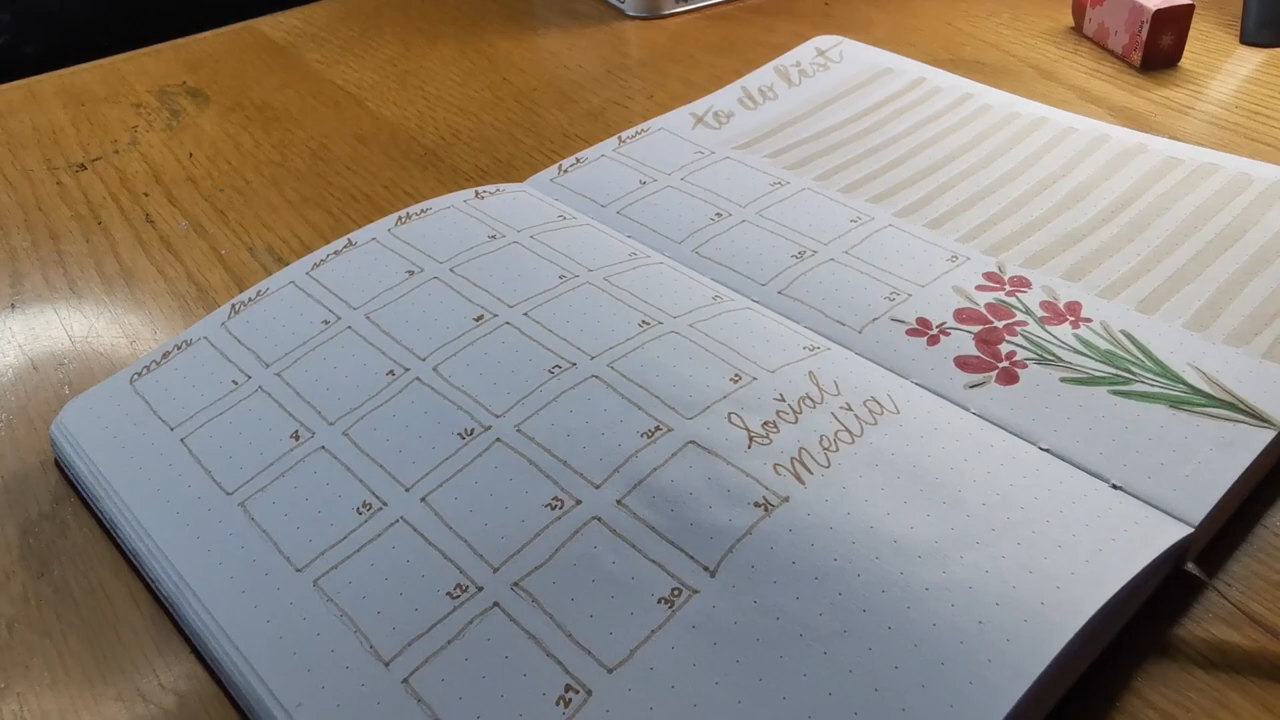 mon tue wed thu fri sat sun
1 2 3 4 5 6 7
8 9 10 11 12 13 14
15 16 17 18 19 20 21
22 23 24 25 26 27 28
29 30 31
Social
Media
to do list